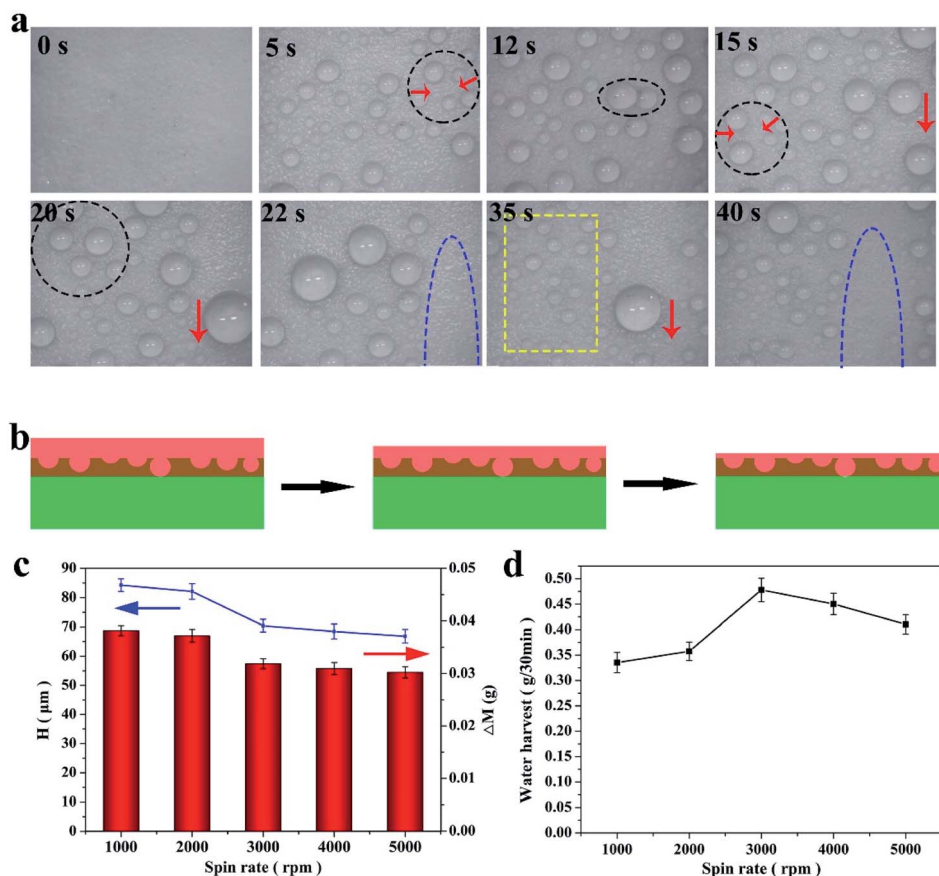 a
0 s
5 s
12 s
15 s
20 s
22 s
35 s
40 s
b
c
90
80
70
60
50
40
30
20
10
0
H ( μm )
0.05
0.04
0.03
0.02
0.01
0.00
△M (g)
1000 2000 3000 4000 5000
Spin rate ( rpm )
d
0.50
0.45
0.40
0.35
0.30
0.25
0.20
0.15
0.10
0.05
0.00
Water harvest ( g/30min )
1000 2000 3000 4000 5000
Spin rate ( rpm )